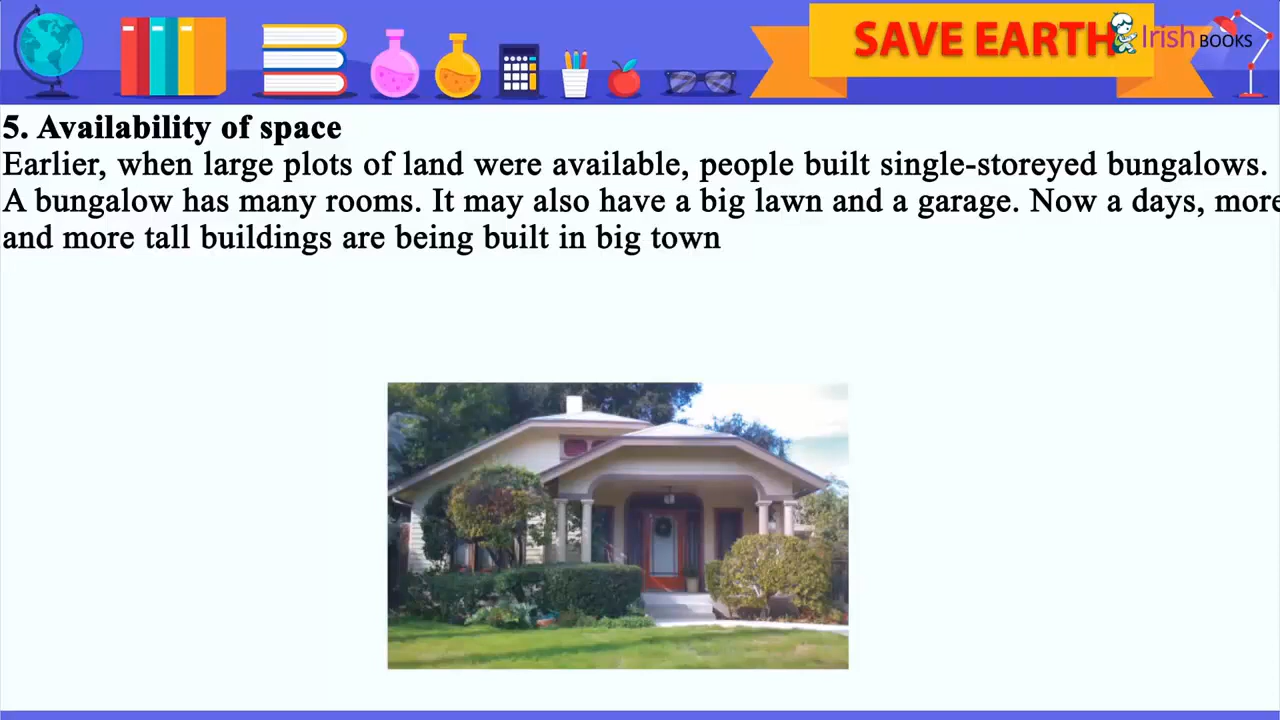 SAVE EARTH
Irish BOOKS
5. Availability of space
Earlier, when large plots of land were available, people built single-storeyed bungalows.
A bungalow has many rooms. It may also have a big lawn and a garage. Now a days, more
and more tall buildings are being built in big town